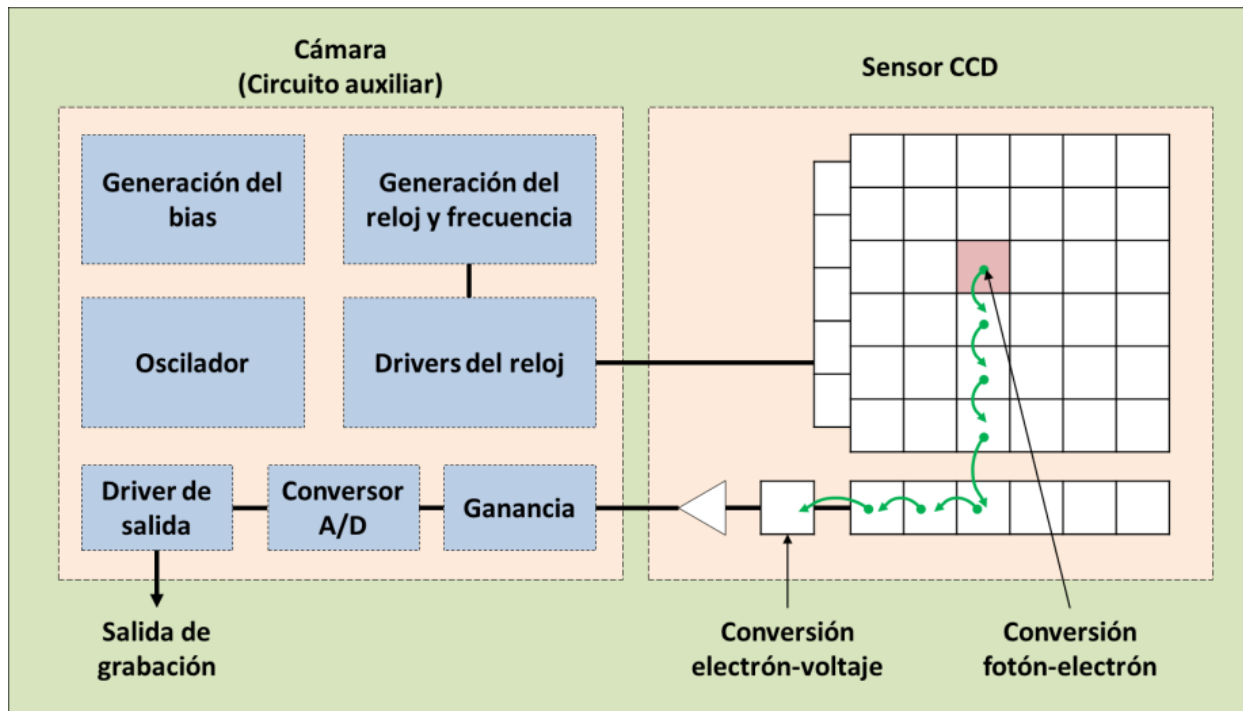 Cámara
(Circuito auxiliar)
Sensor CCD
Generación del
bias
Generación del
reloj y frecuencia
Oscilador
Drivers del reloj
Driver de
salida
Conversor
A/D
Ganancia
Salida de
grabación
Conversión
electrón-voltaje
Conversión
fotón-electrón